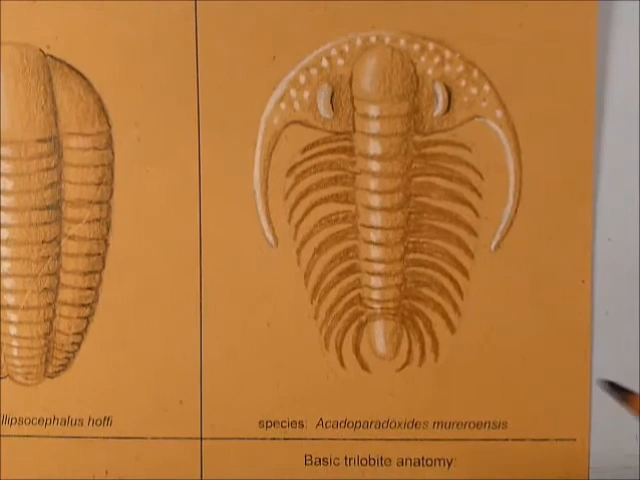 llipsocephalus hoffi
species: Acadoparadoxides mureroensis
Basic trilobite anatomy: